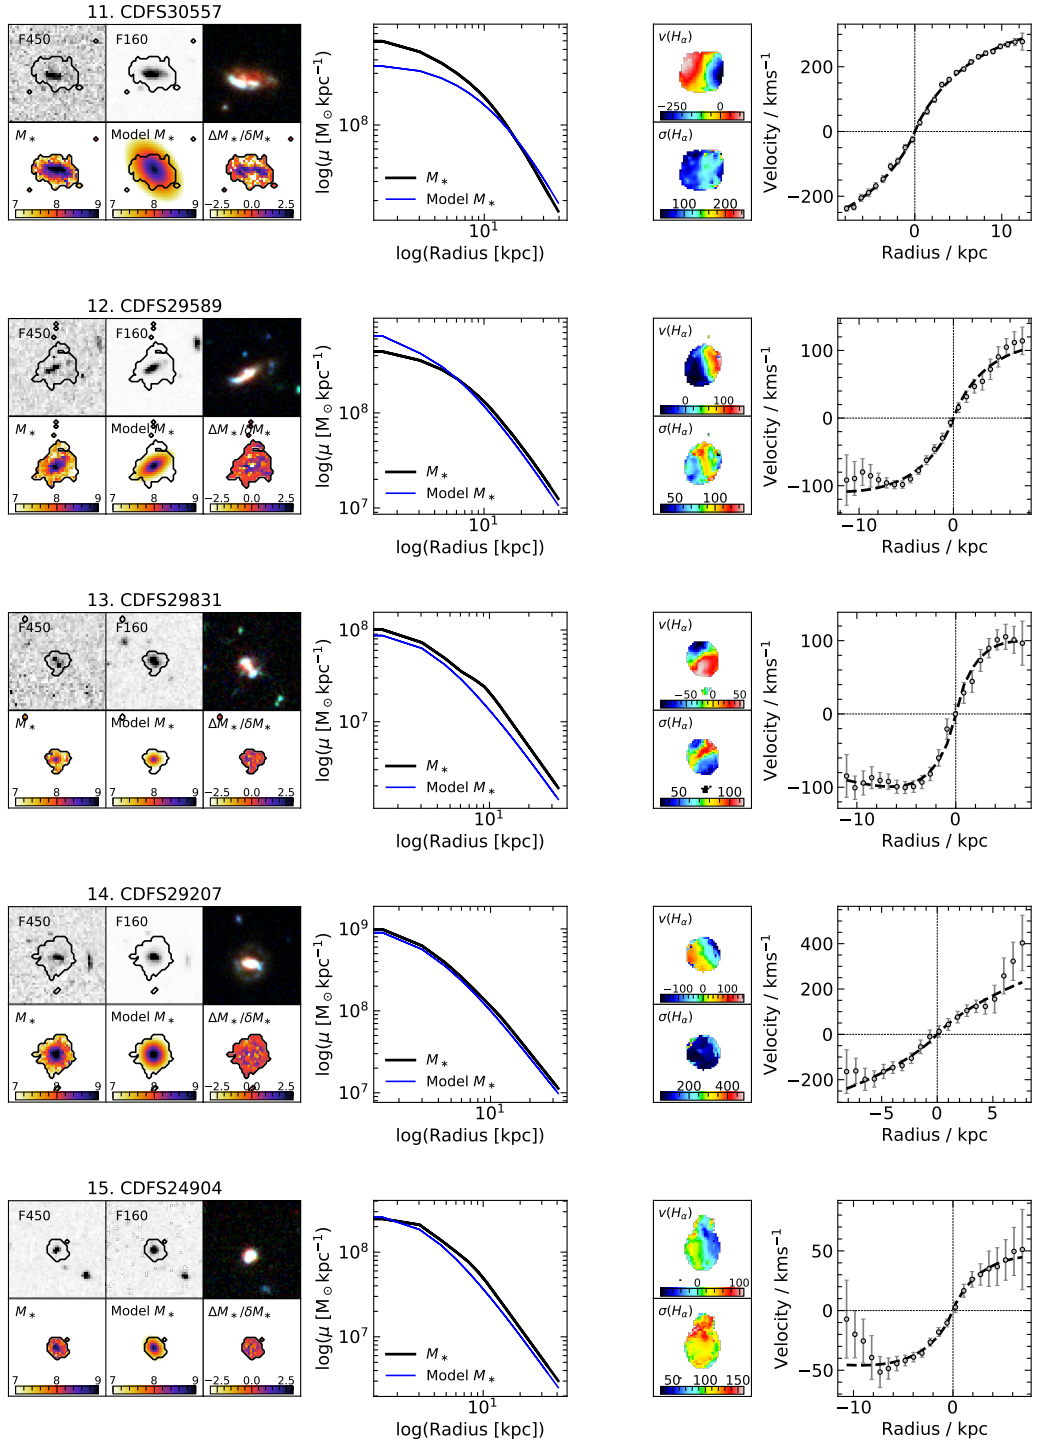 11. CDFS30557
F450
F160
M∗
Model M∗
ΔM∗/δM∗
7 8 9
7 8 9
−2.5 0.0 2.5
log(μ [M⊙kpc⁻¹)
10⁸
M∗
Model M∗
10¹
log(Radius [kpc])
v(Hα)
−250 0
σ(Hα)
100 200
Velocity / kms⁻¹
200
0
−200
0 10
Radius / kpc
12. CDFS29589
F450
F160
M∗
Model M∗
ΔM∗/δM∗
7 8 9
7 8 9
−2.5 0.0 2.5
log(μ [M⊙kpc⁻¹)
10⁸
10⁷
M∗
Model M∗
10¹
log(Radius [kpc])
v(Hα)
0 100
σ(Hα)
50 100
Velocity / kms⁻¹
100
0
−100
−10 0
Radius / kpc
13. CDFS29831
F450
F160
M∗
Model M∗
ΔM∗/δM∗
7 8 9
7 8 9
−2.5 0.0 2.5
log(μ [M⊙kpc⁻¹)
10⁸
10⁷
M∗
Model M∗
10¹
log(Radius [kpc])
v(Hα)
−50 0 50
σ(Hα)
50 100
Velocity / kms⁻¹
100
0
−100
−10 0
Radius / kpc
14. CDFS29207
F450
F160
M∗
Model M∗
ΔM∗/δM∗
7 8 9
7 8 9
−2.5 0.0 2.5
log(μ [M⊙kpc⁻¹)
10⁹
10⁸
10⁷
M∗
Model M∗
10¹
log(Radius [kpc])
v(Hα)
−100 0 100
σ(Hα)
200 400
Velocity / kms⁻¹
400
200
0
−200
−5 0 5
Radius / kpc
15. CDFS24904
F450
F160
M∗
Model M∗
ΔM∗/δM∗
7 8 9
7 8 9
−2.5 0.0 2.5
log(μ [M⊙kpc⁻¹)
10⁸
10⁷
M∗
Model M∗
10¹
log(Radius [kpc])
v(Hα)
0 100
σ(Hα)
50 100 150
Velocity / kms⁻¹
50
0
−50
−10 0
Radius / kpc